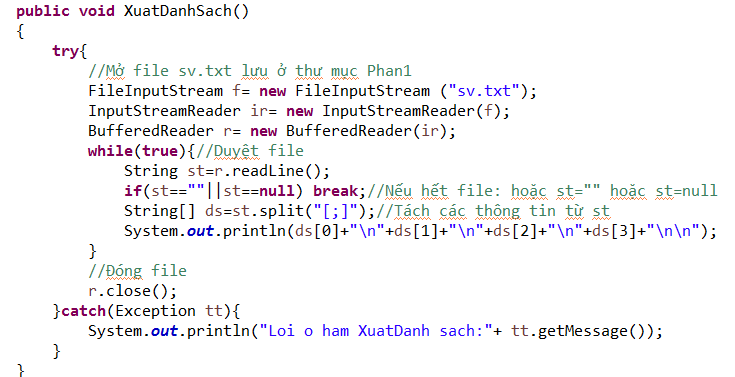 public void XuatDanhSach()
{
try{
//Mở file sv.txt lưu ở thư mục Phan1
FileInputStream f= new FileInputStream ("sv.txt");
InputStreamReader ir= new InputStreamReader(f);
BufferedReader r= new BufferedReader(ir);
while(true){//Duyệt file
String st=r.readLine();
if(st==""||st==null) break;//Nếu hết file: hoặc st="" hoặc st=null
String[] ds=st.split("[;]");//Tách các thông tin từ st
System.out.println(ds[0]+"\n"+ds[1]+"\n"+ds[2]+"\n"+ds[3]+"\n\n");
}
//Đóng file
r.close();
}catch(Exception tt){
System.out.println("Loi o ham XuatDanh sach:"+ tt.getMessage());
}
}